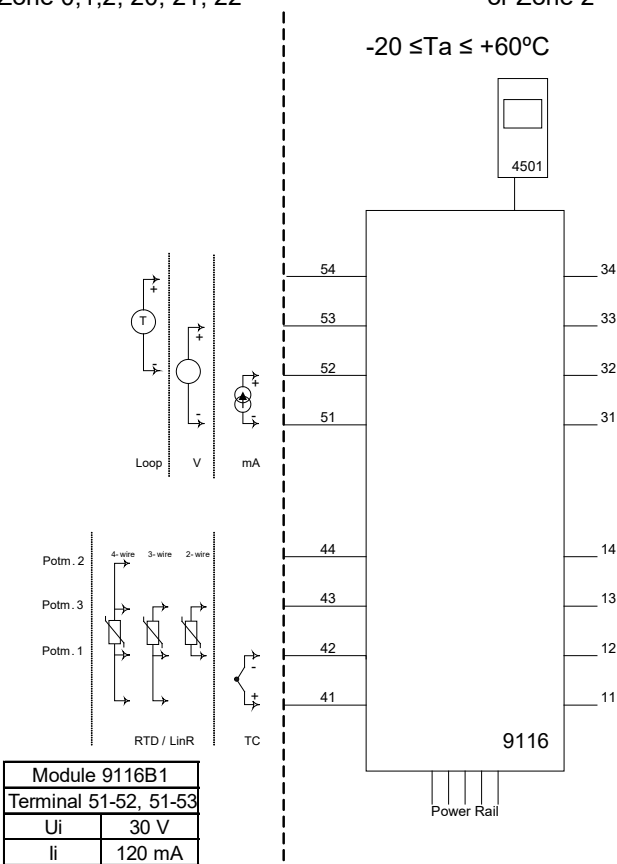 Zone 0,1,2, 20, 21, 22
or Zone 2
-20 ≤Ta ≤ +60ºC
4501
54
34
+
T
53
33
+
52
32
+
-
51
31
-
-
Loop
V
mA
44
14
4-wire
3-wire
2-wire
Potm. 2
Potm. 3
43
13
Potm. 1
42
12
-
+
41
11
RTD / LinR
TC
9116
Module 9116B1
Terminal 51-52, 51-53
Ui 30 V
Ii 120 mA
Power Rail